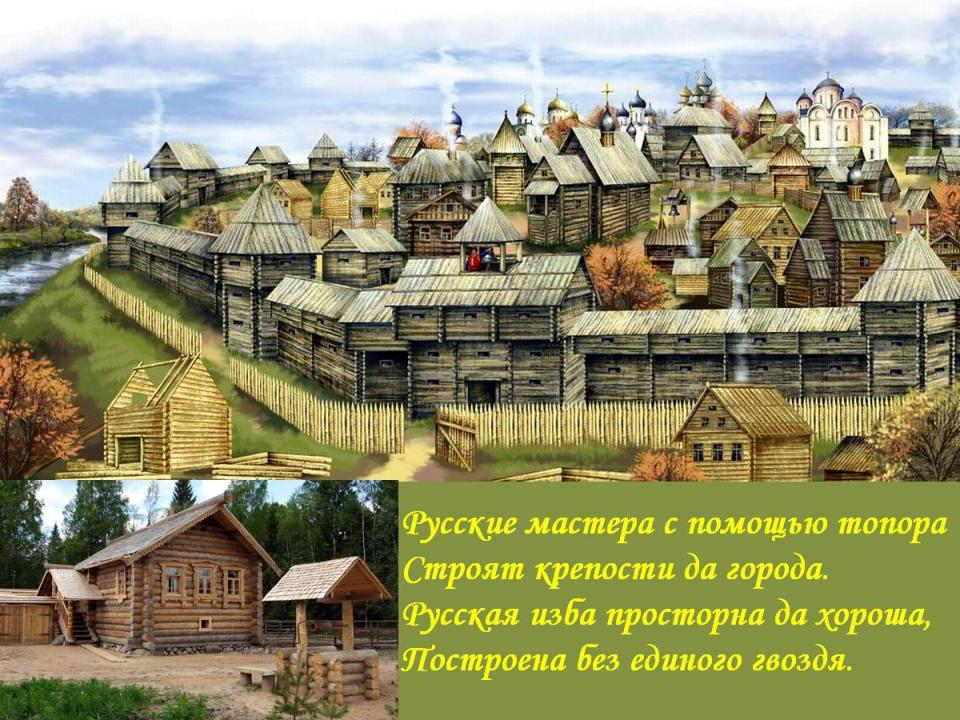 Русские мастера с помощью топора
Строят крепости да города.
Русская изба просторна да хороша,
Построена без единого гвоздя.